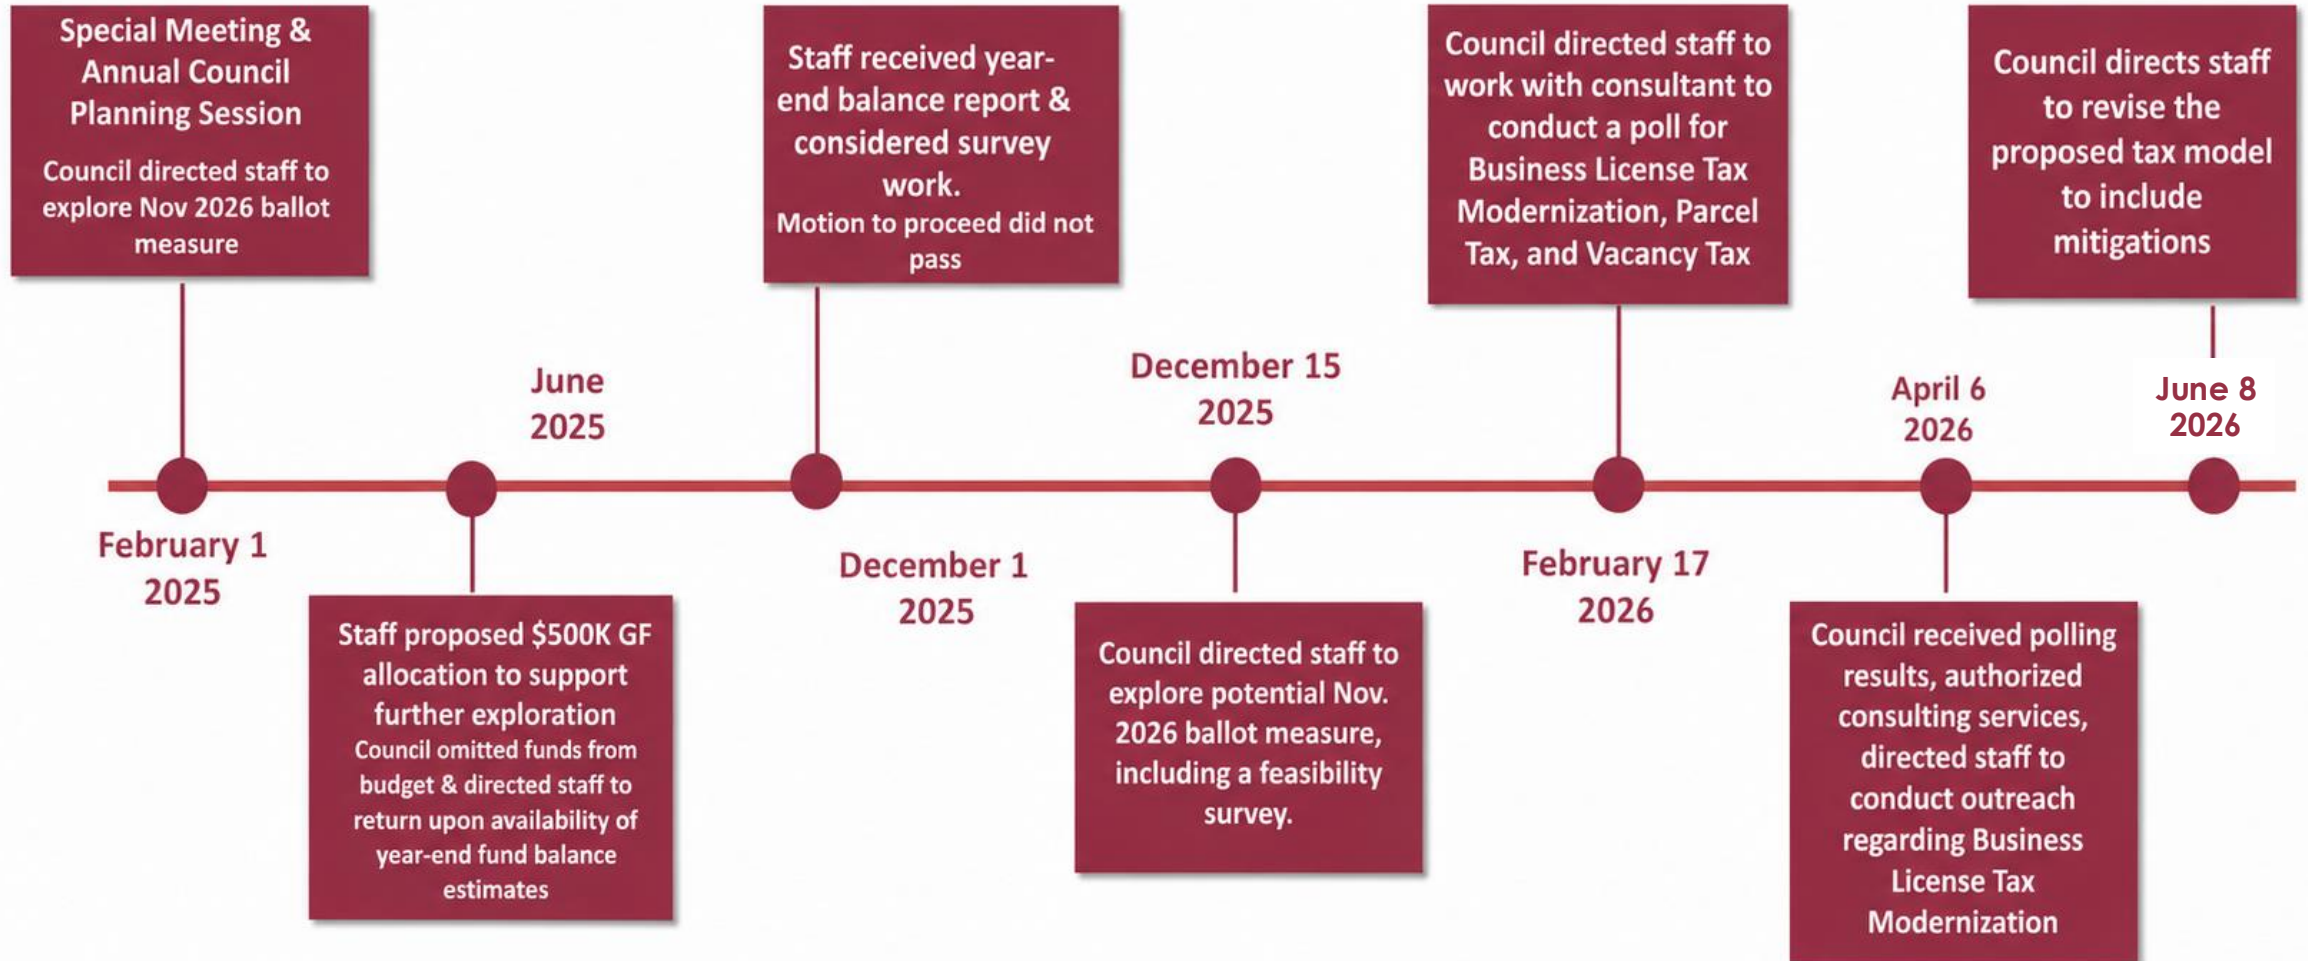 Special Meeting &
Annual Council
Planning Session
Council directed staff to
explore Nov 2026 ballot
measure
February 1
2025
June
2025
Staff proposed $500K GF
allocation to support
further exploration
Council omitted funds from
budget & directed staff to
return upon availability of
year-end fund balance
estimates
Staff received year-
end balance report &
considered survey
work.
Motion to proceed did not
pass
December 1
2025
December 15
2025
Council directed staff to
explore potential Nov.
2026 ballot measure,
including a feasibility
survey.
Council directed staff to
work with consultant to
conduct a poll for
Business License Tax
Modernization, Parcel
Tax, and Vacancy Tax
February 17
2026
April 6
2026
Council received polling
results, authorized
consulting services,
directed staff to
conduct outreach
regarding Business
License Tax
Modernization
Council directs staff
to revise the
proposed tax model
to include
mitigations
June 8
2026